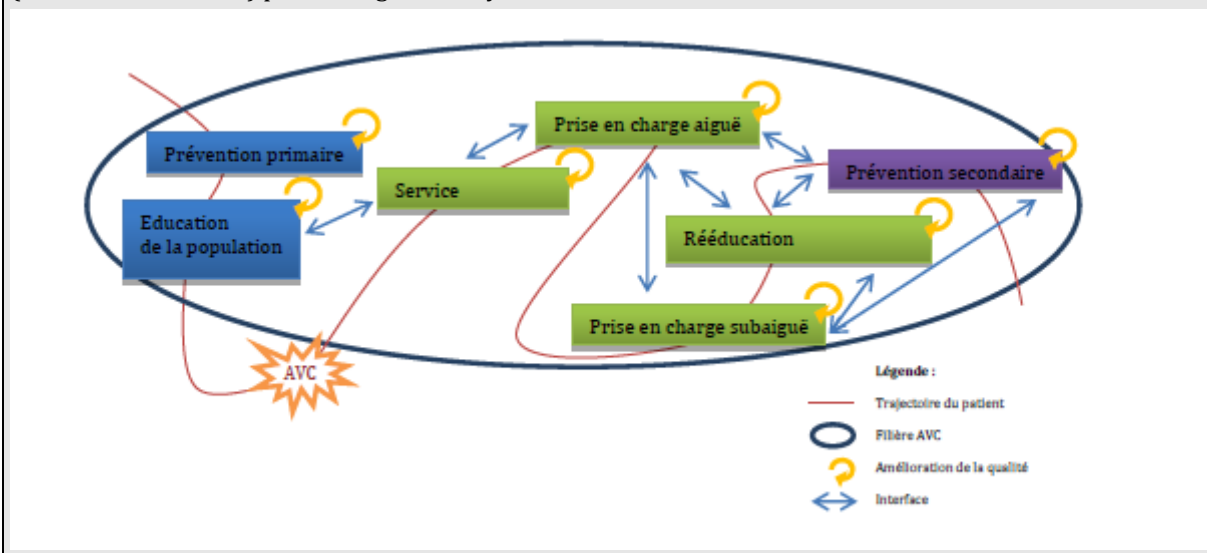 Prise en charge aiguë
Prévention primaire
Prévention secondaire
Service
Education
de la population
Rééducation
Prise en charge subaiguë
AVC
Légende :
Trajectoire du patient
Filière AVC
Amélioration de la qualité
Interface